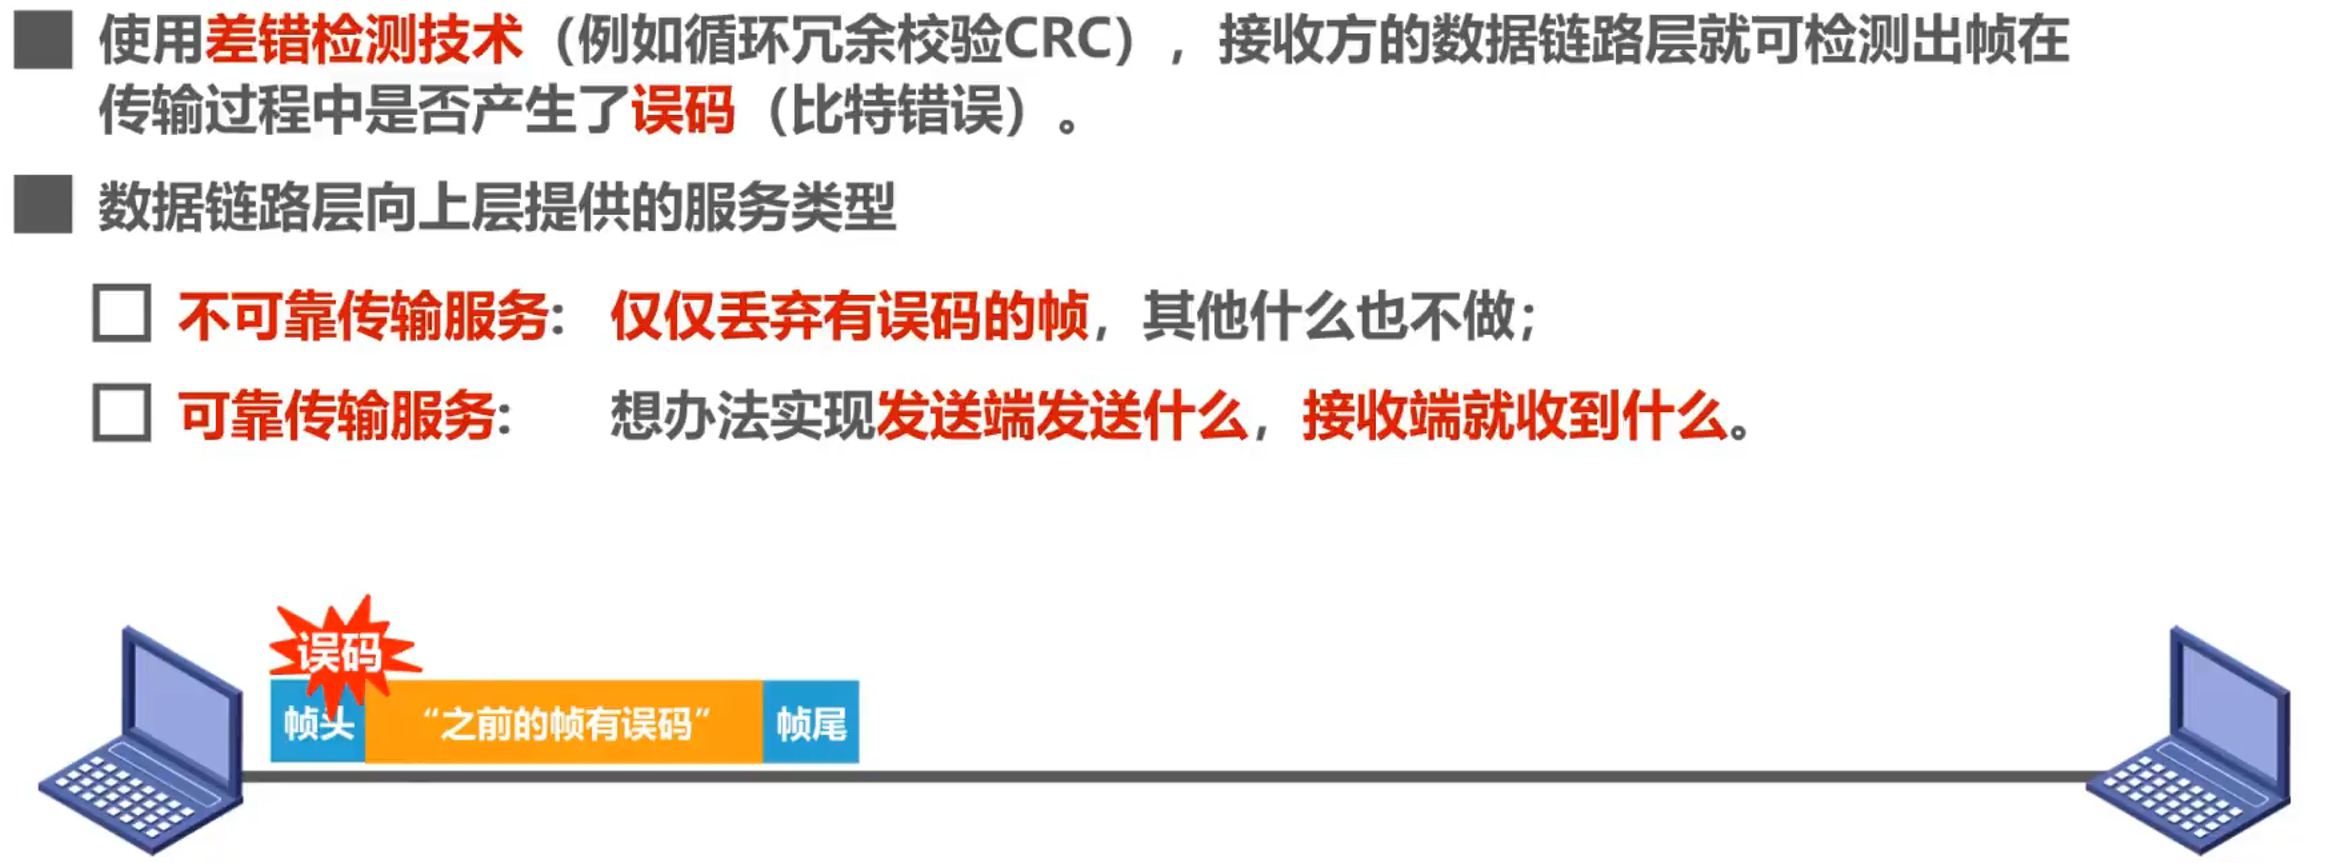 使用差错检测技术（例如循环冗余校验CRC），接收方的数据链路层就可检测出帧在
传输过程中是否产生了误码（比特错误）。
数据链路层向上层提供的服务类型
不可靠传输服务： 仅仅丢弃有误码的帧，其他什么也不做；
可靠传输服务： 想办法实现发送端发送什么，接收端就收到什么。
误码
帧头 “之前的帧有误码” 帧尾